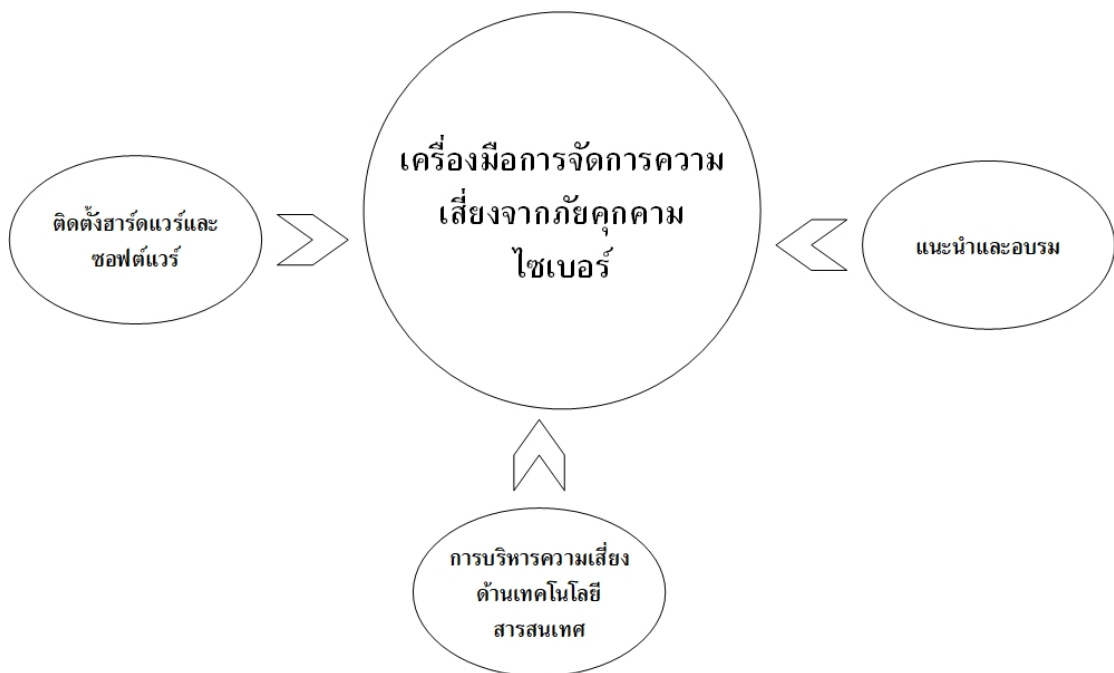 เครื่องมือการจัดการความ
เสี่ยงจากภัยคุกคาม
ไซเบอร์
ติดตั้งฮาร์ดแวร์และ
ซอฟต์แวร์
แนะนำและอบรม
การบริหารความเสี่ยง
ด้านเทคโนโลยี
สารสนเทศ